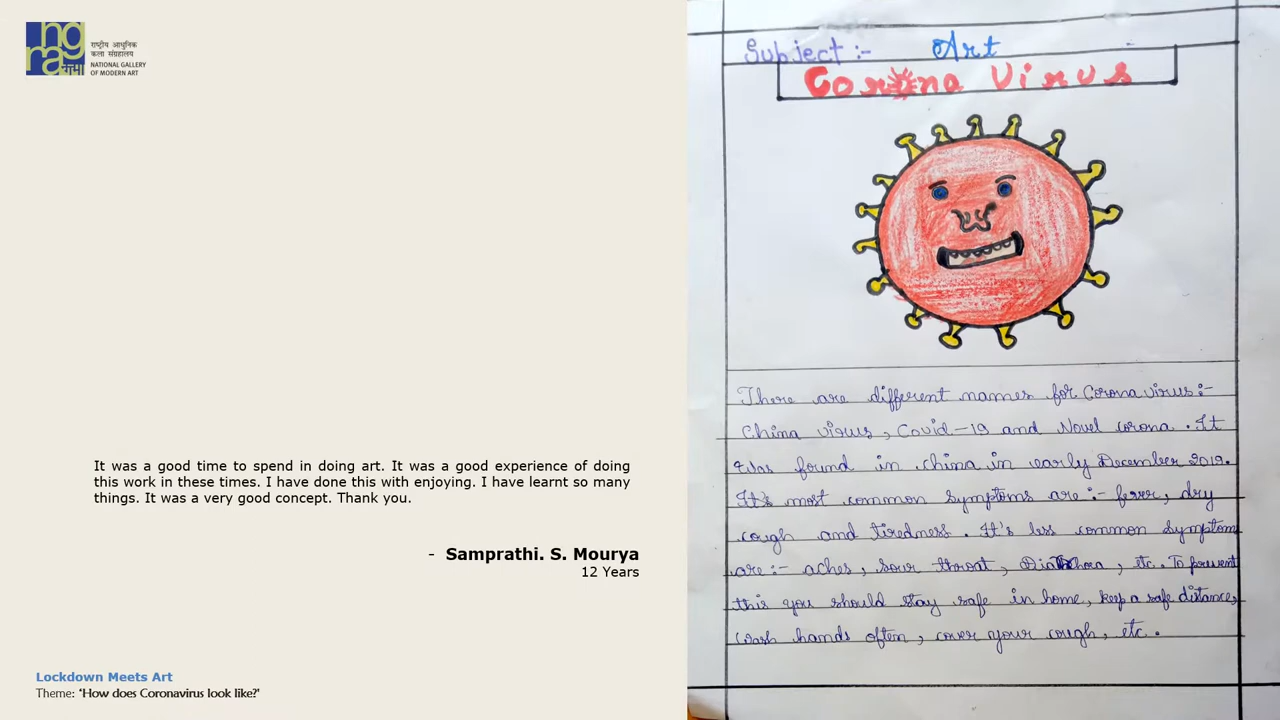 ng
ma
राष्ट्रीय आधुनिक
कला संग्रहालय
NATIONAL GALLERY
OF MODERN ART
It was a good time to spend in doing art. It was a good experience of doing
this work in these times. I have done this with enjoying. I have learnt so many
things. It was a very good concept. Thank you.
- Samprathi. S. Mourya
12 Years
Lockdown Meets Art
Theme: ‘How does Coronavirus look like?’
Subject :- Art
Corona Virus
There are different names for Corona virus :-
China virus, Covid-19 and Novel corona. It
was found in china in early December 2019.
It's most common symptoms are :- fever, dry
cough and tiredness. It's less common symptom
are :- aches, sour throat, , etc. To prevent
this you should stay safe in home, keep a safe distance,
wash hands often, cover your cough, etc.